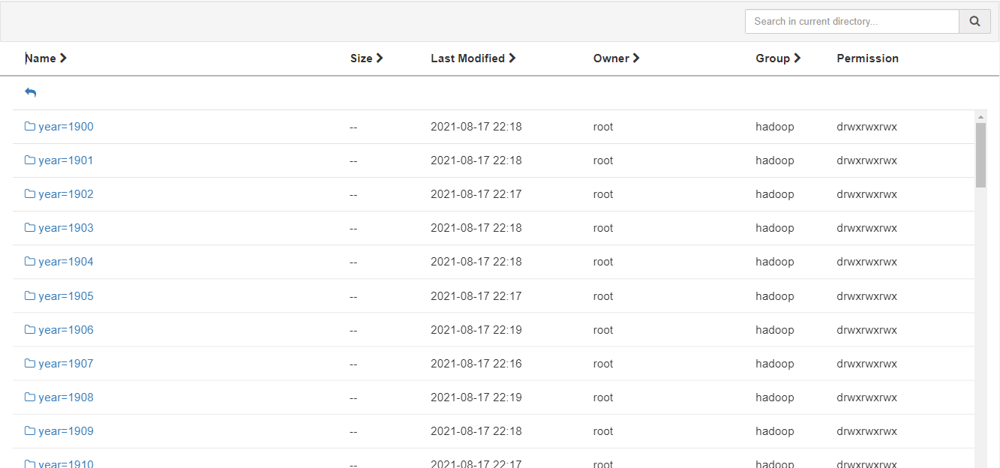 Search in current directory...
Name Size Last Modified Owner Group Permission
year=1900 -- 2021-08-17 22:18 root hadoop drwxrwxrwx
year=1901 -- 2021-08-17 22:18 root hadoop drwxrwxrwx
year=1902 -- 2021-08-17 22:17 root hadoop drwxrwxrwx
year=1903 -- 2021-08-17 22:18 root hadoop drwxrwxrwx
year=1904 -- 2021-08-17 22:18 root hadoop drwxrwxrwx
year=1905 -- 2021-08-17 22:17 root hadoop drwxrwxrwx
year=1906 -- 2021-08-17 22:19 root hadoop drwxrwxrwx
year=1907 -- 2021-08-17 22:16 root hadoop drwxrwxrwx
year=1908 -- 2021-08-17 22:19 root hadoop drwxrwxrwx
year=1909 -- 2021-08-17 22:18 root hadoop drwxrwxrwx
year=1910 -- 2021-08-17 22:17 root hadoop drwxrwxrwx